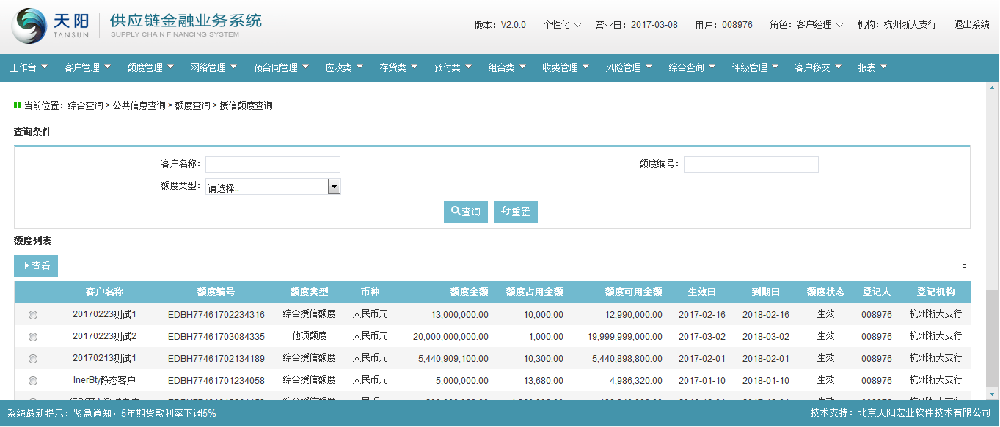 天阳 TANSUN 供应链金融业务系统 SUPPLY CHAIN FINANCING SYSTEM
版本：V2.0.0 个性化 营业日：2017-03-08 用户：008976 角色：客户经理 机构：杭州浙大支行 退出系统
工作台 客户管理 额度管理 网络管理 预合同管理 应收类 存货类 预付类 组合类 收费管理 风险管理 综合查询 评级管理 客户移交 报表
当前位置：综合查询 > 公共信息查询 > 额度查询 > 授信额度查询
查询条件
客户名称： 额度编号：
额度类型： 请选择..
查询 重置
额度列表
查看 :
客户名称 额度编号 额度类型 币种 额度金额 额度占用金额 额度可用金额 生效日 到期日 额度状态 登记人 登记机构
20170223测试1 EDBH77461702234316 综合授信额度 人民币元 13,000,000.00 10,000.00 12,990,000.00 2017-02-16 2018-02-16 生效 008976 杭州浙大支行
20170223测试2 EDBH77461703084335 他项额度 人民币元 20,000,000,000.00 1,000.00 19,999,999,000.00 2017-03-02 2018-03-02 生效 008976 杭州浙大支行
20170213测试1 EDBH77461702134189 综合授信额度 人民币元 5,440,909,100.00 10,300.00 5,440,898,800.00 2017-02-01 2018-02-01 生效 008976 杭州浙大支行
InerBty静态客户 EDBH77461701234058 综合授信额度 人民币元 5,000,000.00 13,680.00 4,986,320.00 2017-01-10 2018-01-10 生效 008976 杭州浙大支行
系统最新提示：紧急通知，5年期贷款利率下调5% 技术支持：北京天阳宏业软件技术有限公司